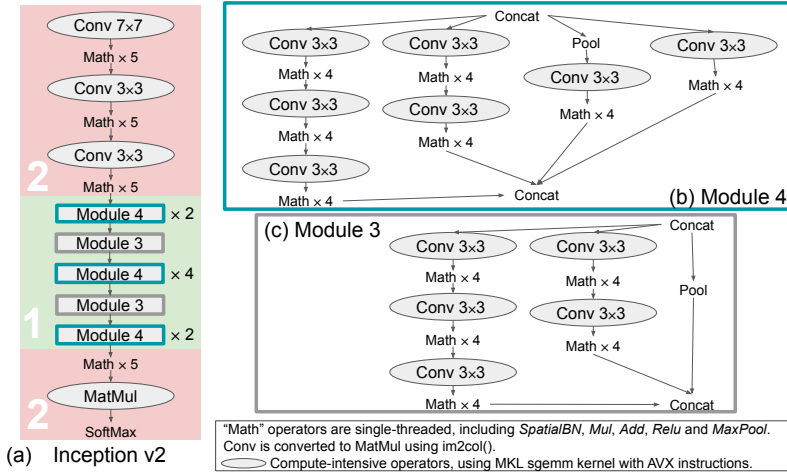 Conv 7×7
Math × 5
Conv 3×3
Math × 5
Conv 3×3
2
Math × 5
Module 4 × 2
Module 3
Module 4 × 4
Module 3
1
Module 4 × 2
Math × 5
2
MatMul
SoftMax
(a) Inception v2
Concat
Conv 3×3 Conv 3×3 Pool Conv 3×3
Math × 4 Math × 4 Conv 3×3 Math × 4
Conv 3×3 Conv 3×3 Math × 4
Math × 4 Math × 4
Conv 3×3
Math × 4 Concat
(b) Module 4
(c) Module 3
Concat
Conv 3×3 Conv 3×3
Math × 4 Math × 4 Pool
Conv 3×3 Conv 3×3
Math × 4 Math × 4
Conv 3×3
Math × 4 Concat
“Math” operators are single-threaded, including SpatialBN, Mul, Add, Relu and MaxPool.
Conv is converted to MatMul using im2col().
Compute-intensive operators, using MKL sgemm kernel with AVX instructions.